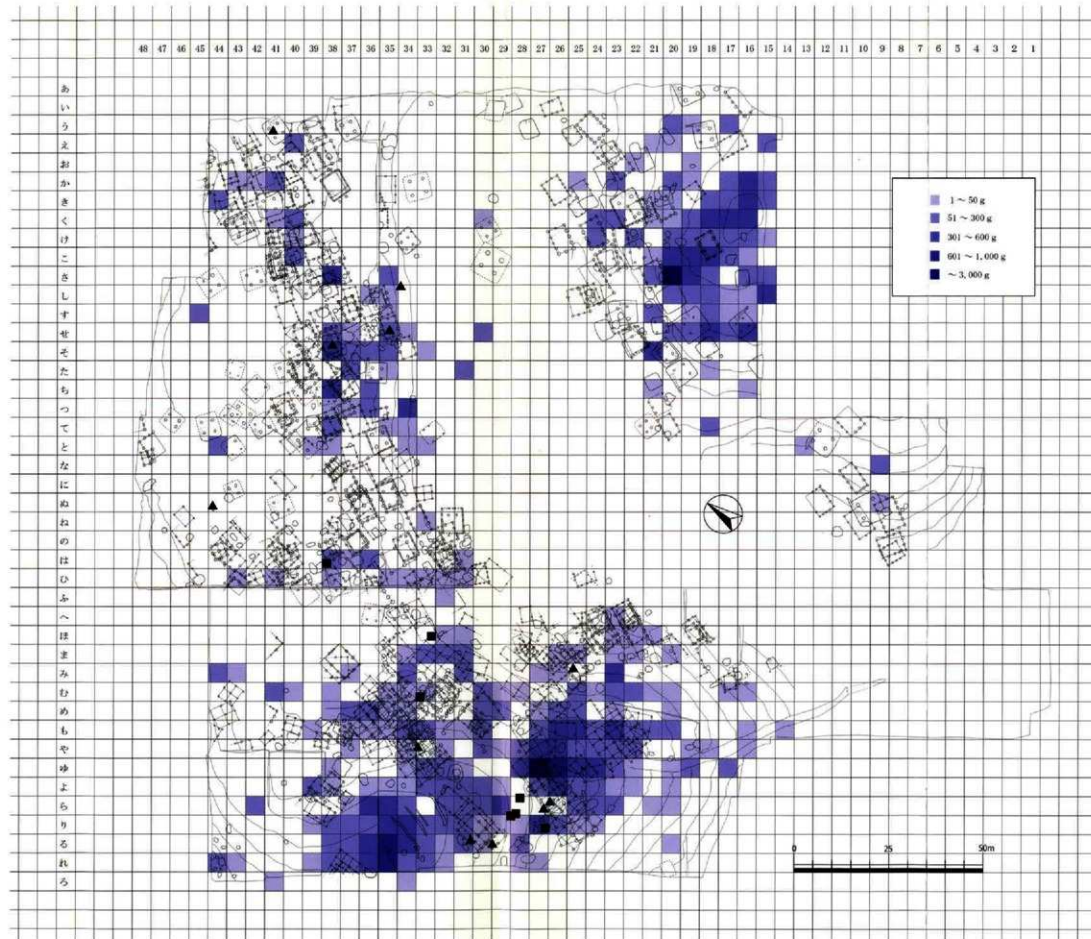 48 47 46 45 44 43 42 41 40 39 38 37 36 35 34 33 32 31 30 29 28 27 26 25 24 23 22 21 20 19 18 17 16 15 14 13 12 11 10 9 8 7 6 5 4 3 2 1
あ
い
う
え
お
か
き
く
け
こ
さ
し
す
せ
そ
た
ち
つ
て
と
な
に
ぬ
ね
の
は
ひ
ふ
へ
ほ
ま
み
む
め
も
や
ゆ
よ
ら
り
る
れ
ろ
1～50g
51～300g
301～600g
601～1,000g
～3,000g
0 25 50m